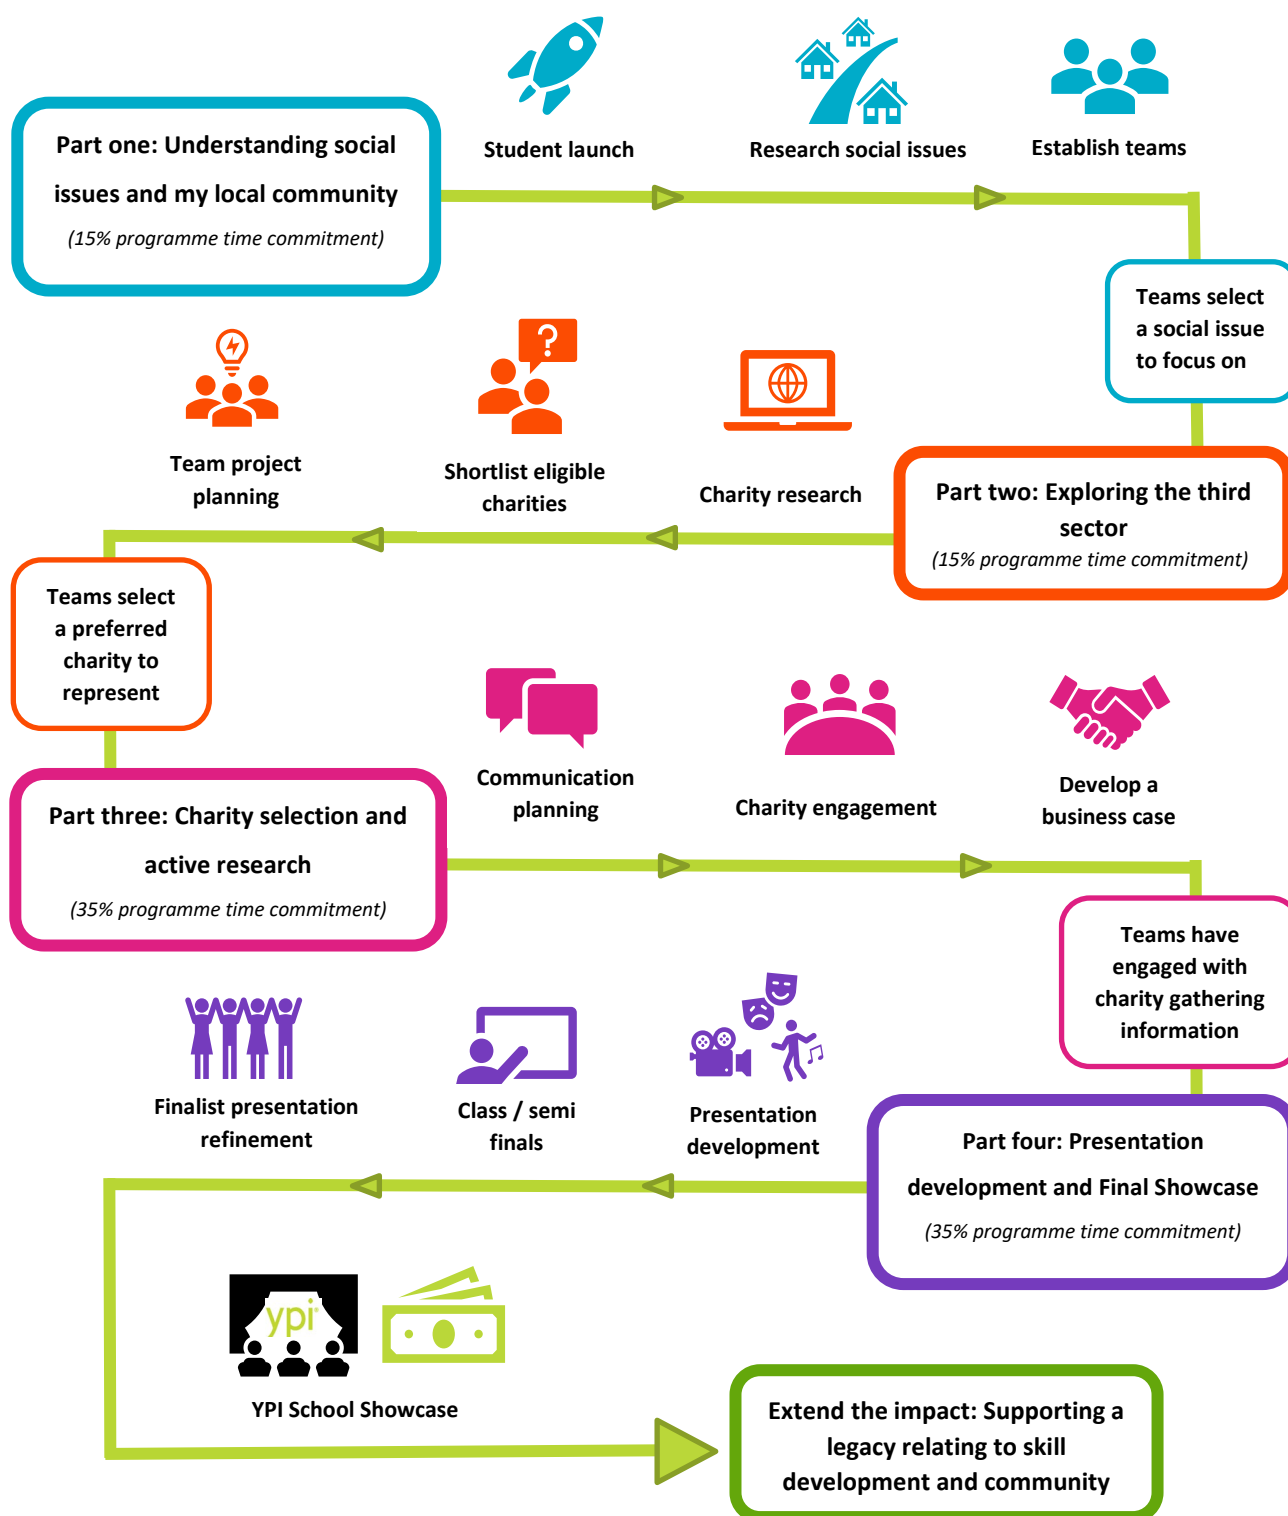 Student launch
Research social issues
Establish teams
Part one: Understanding social
issues and my local community
(15% programme time commitment)
Teams select
a social issue
to focus on
Part two: Exploring the third
sector
(15% programme time commitment)
Charity research
Shortlist eligible
charities
Team project
planning
Teams select
a preferred
charity to
represent
Part three: Charity selection and
active research
(35% programme time commitment)
Communication
planning
Charity engagement
Develop a
business case
Teams have
engaged with
charity gathering
information
Part four: Presentation
development and Final Showcase
(35% programme time commitment)
Presentation
development
Class / semi
finals
Finalist presentation
refinement
ypi
YPI School Showcase
Extend the impact: Supporting a
legacy relating to skill
development and community